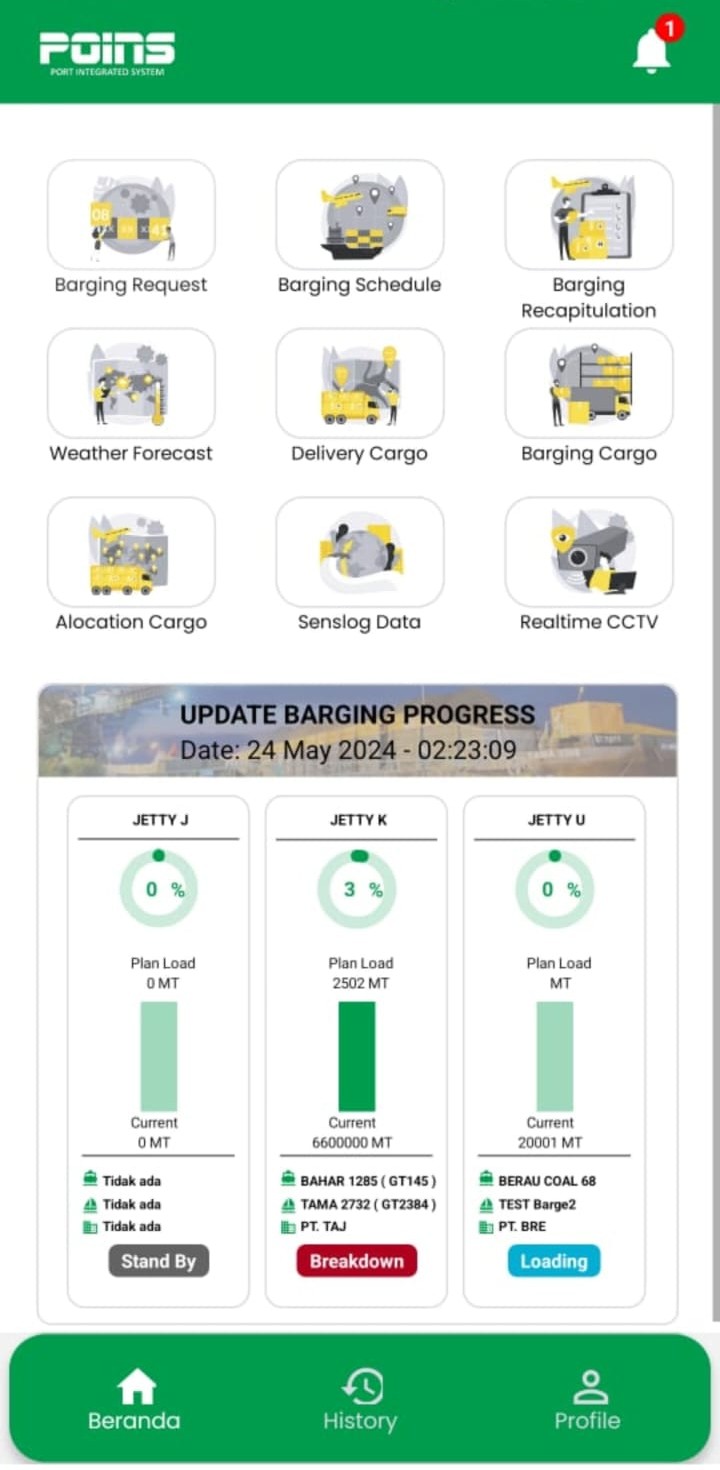 POINS
PORT INTEGRATED SYSTEM
1
Barging Request
Barging Schedule
Barging
Recapitulation
Weather Forecast
Delivery Cargo
Barging Cargo
Alocation Cargo
Senslog Data
Realtime CCTV
UPDATE BARGING PROGRESS
Date: 24 May 2024 - 02:23:09
JETTY J
0 %
Plan Load
0 MT
Current
0 MT
Tidak ada
Tidak ada
Tidak ada
Stand By
JETTY K
3 %
Plan Load
2502 MT
Current
6600000 MT
BAHAR 1285 ( GT145 )
TAMA 2732 ( GT2384 )
PT. TAJ
Breakdown
JETTY U
0 %
Plan Load
MT
Current
20001 MT
BERAU COAL 68
TEST Barge2
PT. BRE
Loading
Beranda
History
Profile